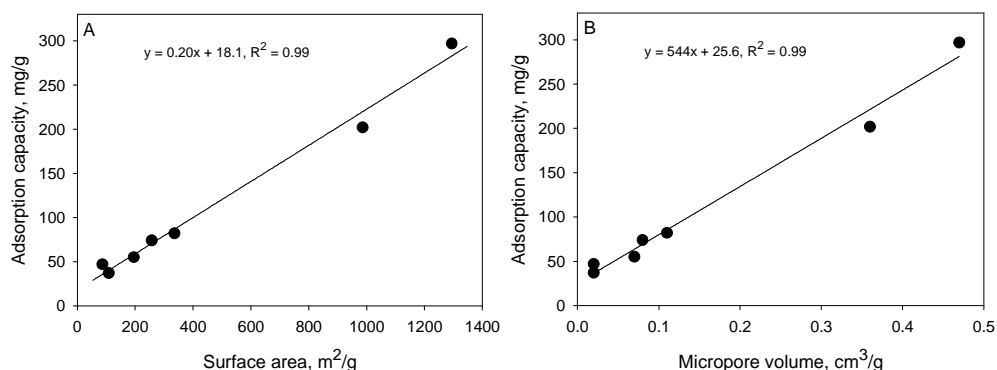 A
y = 0.20x + 18.1, R² = 0.99
Adsorption capacity, mg/g
300
250
200
150
100
50
0
0 200 400 600 800 1000 1200 1400
Surface area, m²/g
B
y = 544x + 25.6, R² = 0.99
Adsorption capacity, mg/g
300
250
200
150
100
50
0
0.0 0.1 0.2 0.3 0.4 0.5
Micropore volume, cm³/g